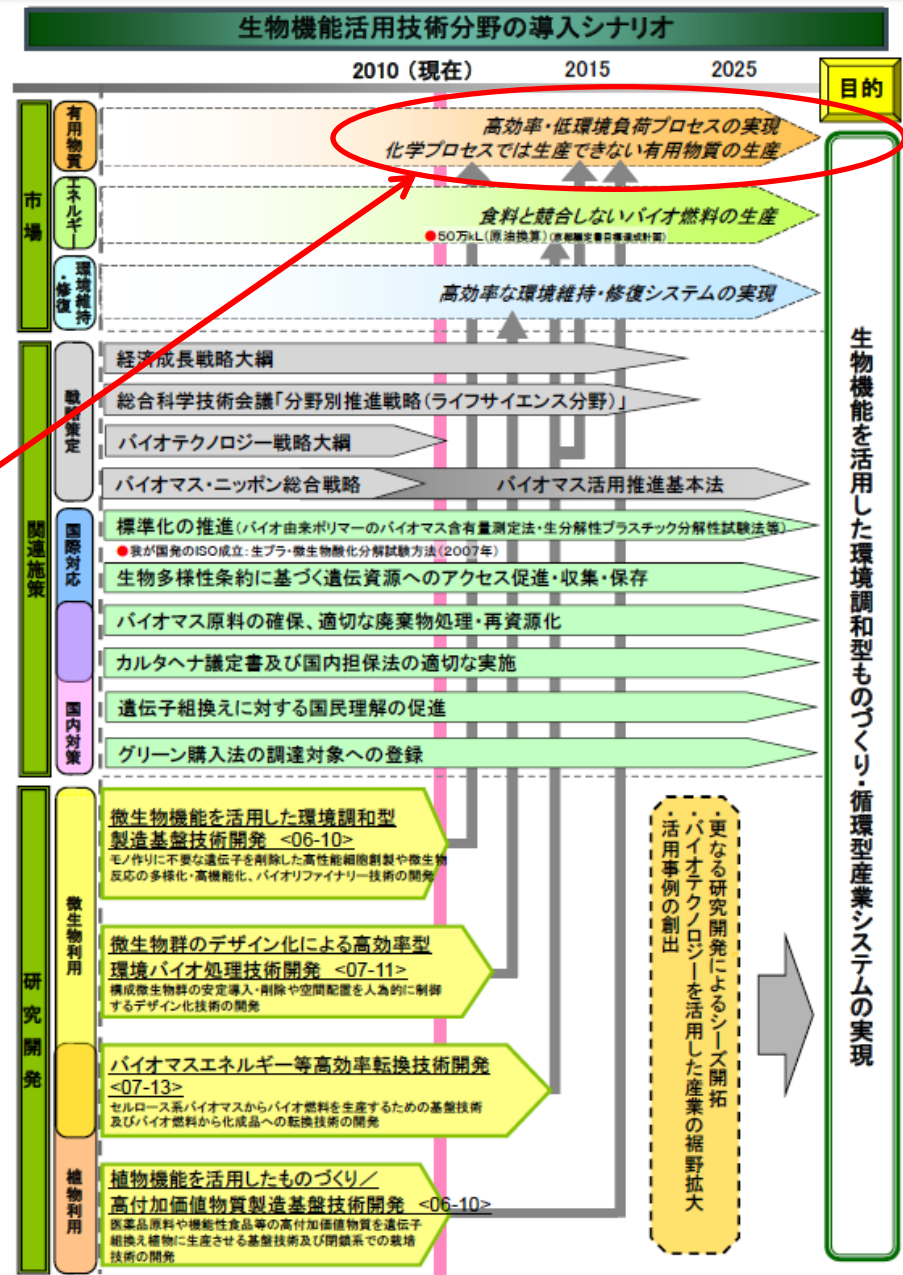 生物機能活用技術分野の導入シナリオ
2010（現在） 2015 2025
目的
市場
有用物質
高効率・低環境負荷プロセスの実現
化学プロセスでは生産できない有用物質の生産
エネルギー
食料と競合しないバイオ燃料の生産
●50万kL（原油換算）（京都議定書目標達成計画）
環境維持・修復
高効率な環境維持・修復システムの実現
関連施策
戦略策定
経済成長戦略大綱
総合科学技術会議「分野別推進戦略（ライフサイエンス分野）」
バイオテクノロジー戦略大綱
バイオマス・ニッポン総合戦略 バイオマス活用推進基本法
国際対応
標準化の推進（バイオ由来ポリマーのバイオマス含有量測定法・生分解性プラスチック分解性試験法等）
●我が国発のISO成立：生プラ・微生物酸化分解試験方法（2007年）
生物多様性条約に基づく遺伝資源へのアクセス促進・収集・保存
バイオマス原料の確保、適切な廃棄物処理・再資源化
カルタヘナ議定書及び国内担保法の適切な実施
国内対策
遺伝子組換えに対する国民理解の促進
グリーン購入法の調達対象への登録
研究開発
微生物利用
微生物機能を活用した環境調和型
製造基盤技術開発 <06-10>
モノ作りに不要な遺伝子を削除した高性能細胞創製や微生物
反応の多様化・高機能化、バイオリファイナリー技術の開発
微生物群のデザイン化による高効率型
環境バイオ処理技術開発 <07-11>
構成微生物群の安定導入・削除や空間配置を人為的に制御
するデザイン化技術の開発
バイオマスエネルギー等高効率転換技術開発
<07-13>
セルロース系バイオマスからバイオ燃料を生産するための基盤技術
及びバイオ燃料から化成品への転換技術の開発
植物利用
植物機能を活用したものづくり／
高付加価値物質製造基盤技術開発 <06-10>
医薬品原料や機能性食品等の高付加価値物質を遺伝子
組換え植物に生産させる基盤技術及び閉鎖系での栽培
技術の開発
・更なる研究開発によるシーズ開拓
・バイオテクノロジーを活用した産業の裾野拡大
・活用事例の創出
生物機能を活用した環境調和型ものづくり・循環型産業システムの実現